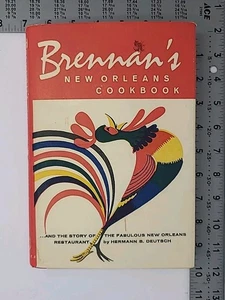 Brennan's
NEW ORLEANS
COOKBOOK
...AND THE STORY OF THE FABULOUS NEW ORLEANS
RESTAURANT by HERMANN B. DEUTSCH